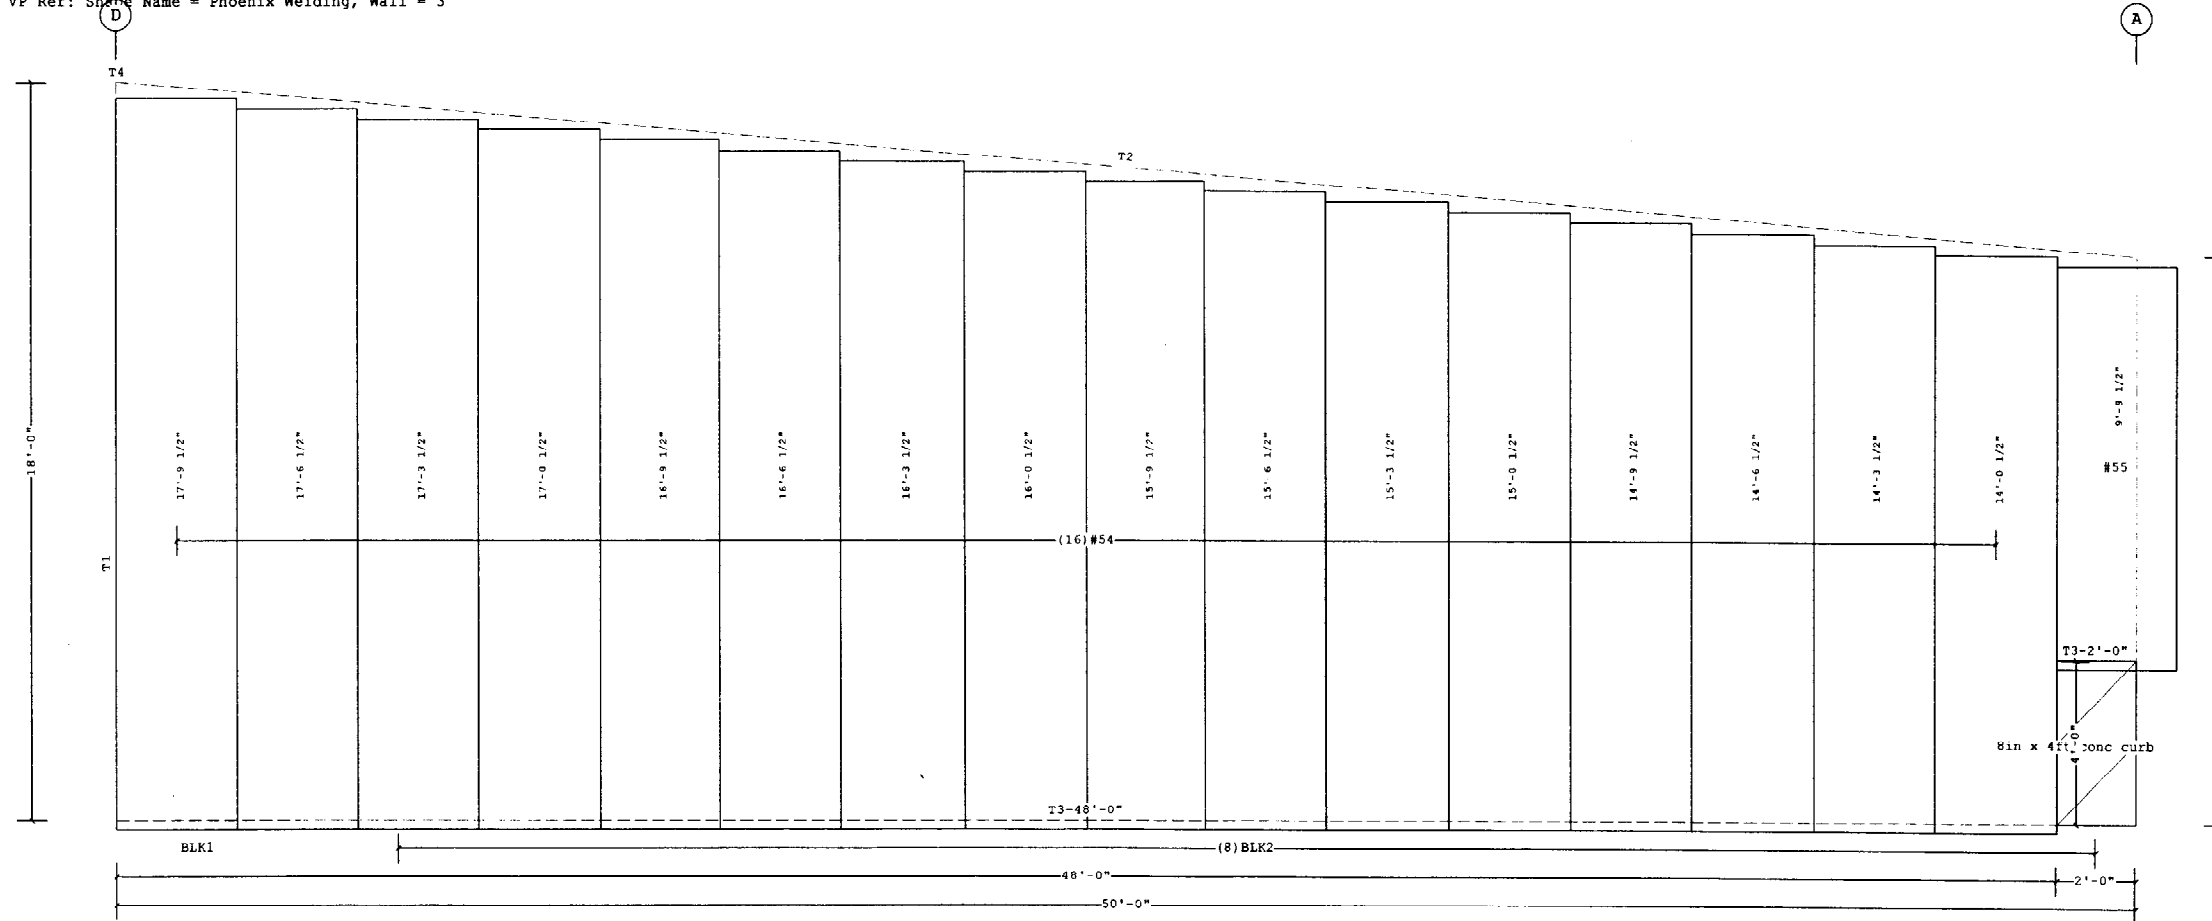 VP Ref: Shape Name = Phoenix Welding, Wall = 3
D
A
T4
T2
18'-0"
T1
17'-9 1/2"
17'-6 1/2"
17'-3 1/2"
17'-0 1/2"
16'-9 1/2"
16'-6 1/2"
16'-3 1/2"
16'-0 1/2"
15'-9 1/2"
15'-6 1/2"
15'-3 1/2"
15'-0 1/2"
14'-9 1/2"
14'-6 1/2"
14'-3 1/2"
14'-0 1/2"
9'-9 1/2"
#55
(16)#54
T3-2'-0"
4'-0"
8in x 4ft conc curb
T3-48'-0"
BLK1
(8)BLK2
48'-0"
2'-0"
50'-0"